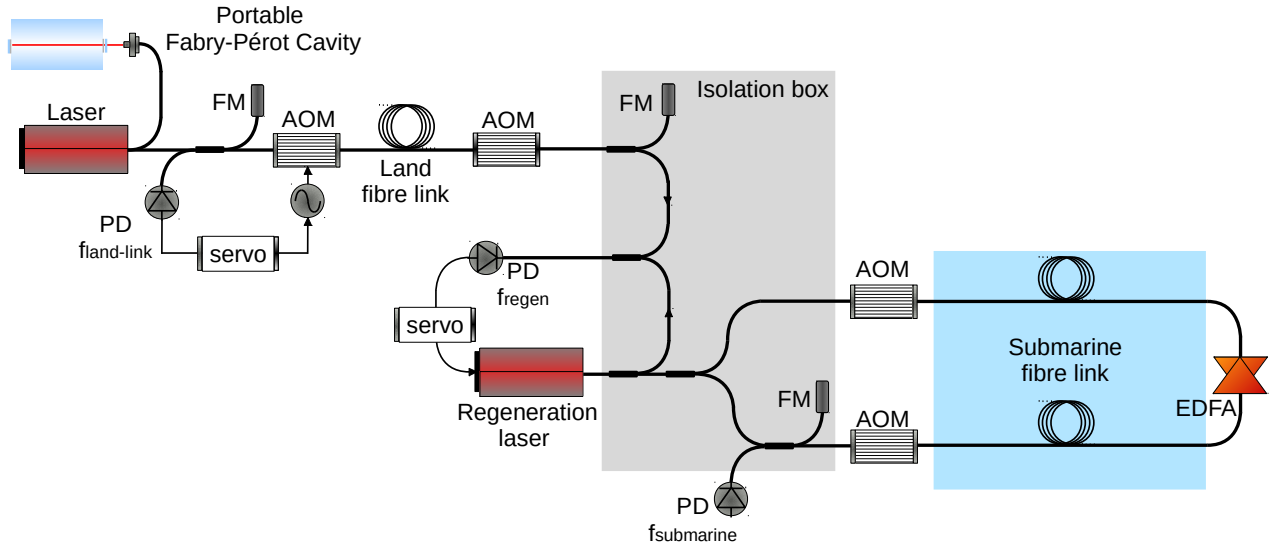 Portable
Fabry-Pérot Cavity
Laser
FM
AOM
Land
fibre link
AOM
FM
Isolation box
PD
fland-link
servo
PD
fregen
servo
Regeneration
laser
AOM
Submarine
fibre link
EDFA
FM
AOM
PD
fsubmarine